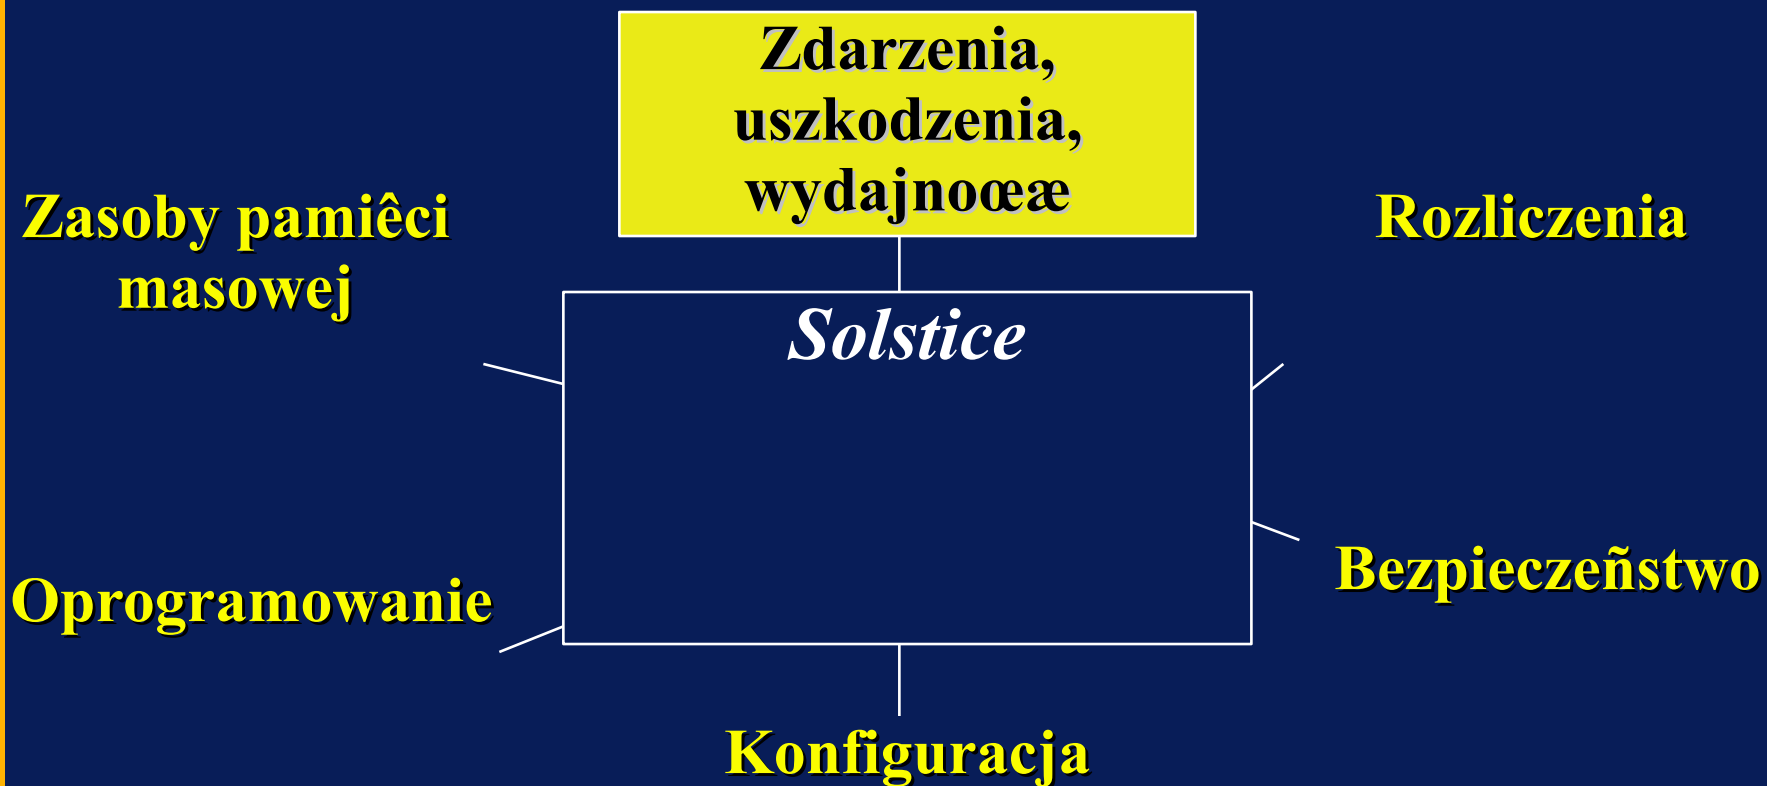 Zdarzenia,
uszkodzenia,
wydajnoœæ
Zasoby pamiêci
masowej
Rozliczenia
Solstice
Oprogramowanie
Bezpieczeñstwo
Konfiguracja